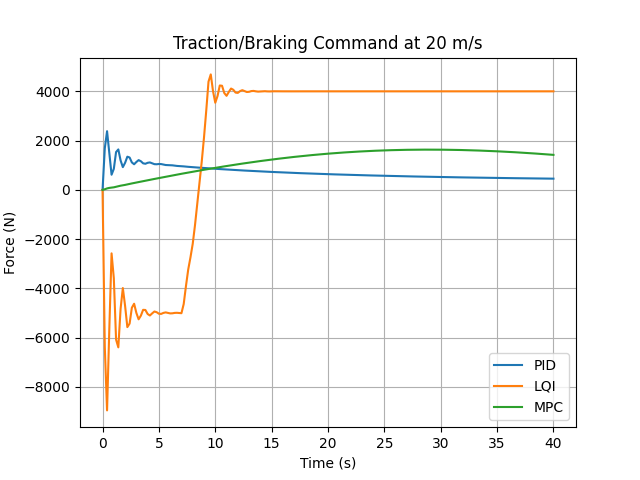 Traction/Braking Command at 20 m/s
Force (N)
4000
2000
0
−2000
−4000
−6000
−8000
0 5 10 15 20 25 30 35 40
Time (s)
PID
LQI
MPC